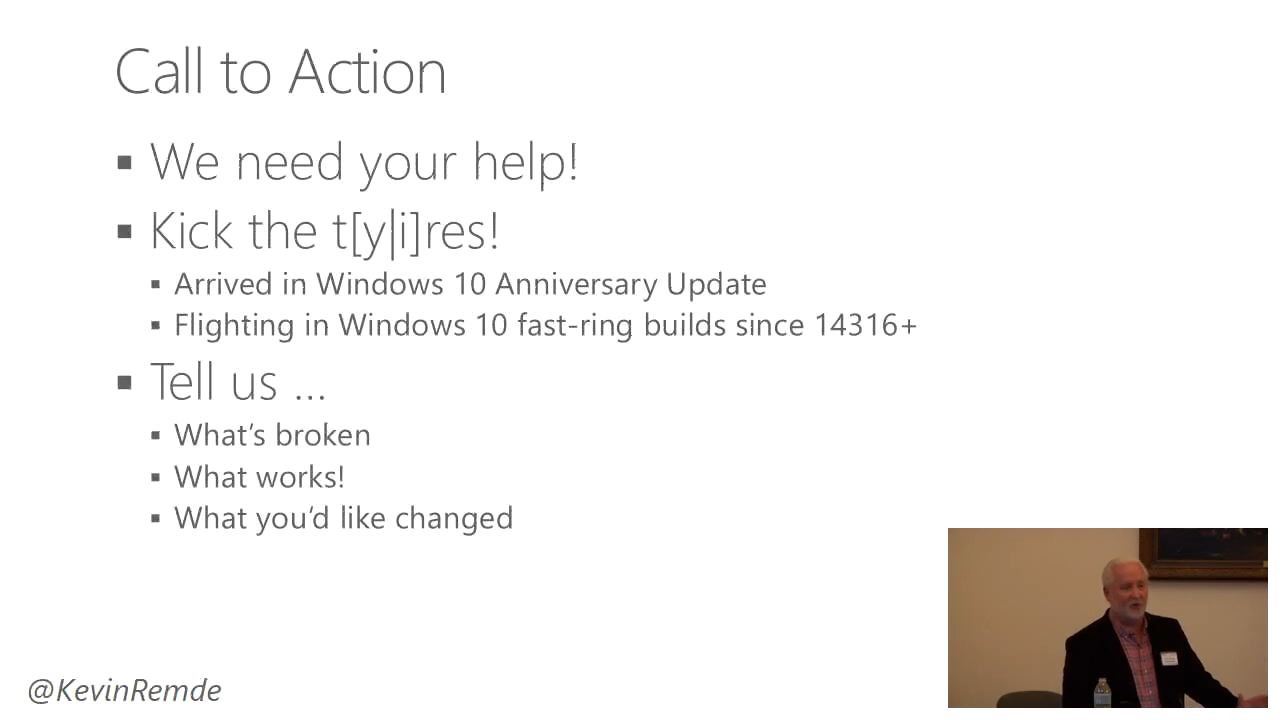 Call to Action
▪ We need your help!
▪ Kick the t[y|i]res!
▪ Arrived in Windows 10 Anniversary Update
▪ Flighting in Windows 10 fast-ring builds since 14316+
▪ Tell us ...
▪ What's broken
▪ What works!
▪ What you'd like changed
@KevinRemde